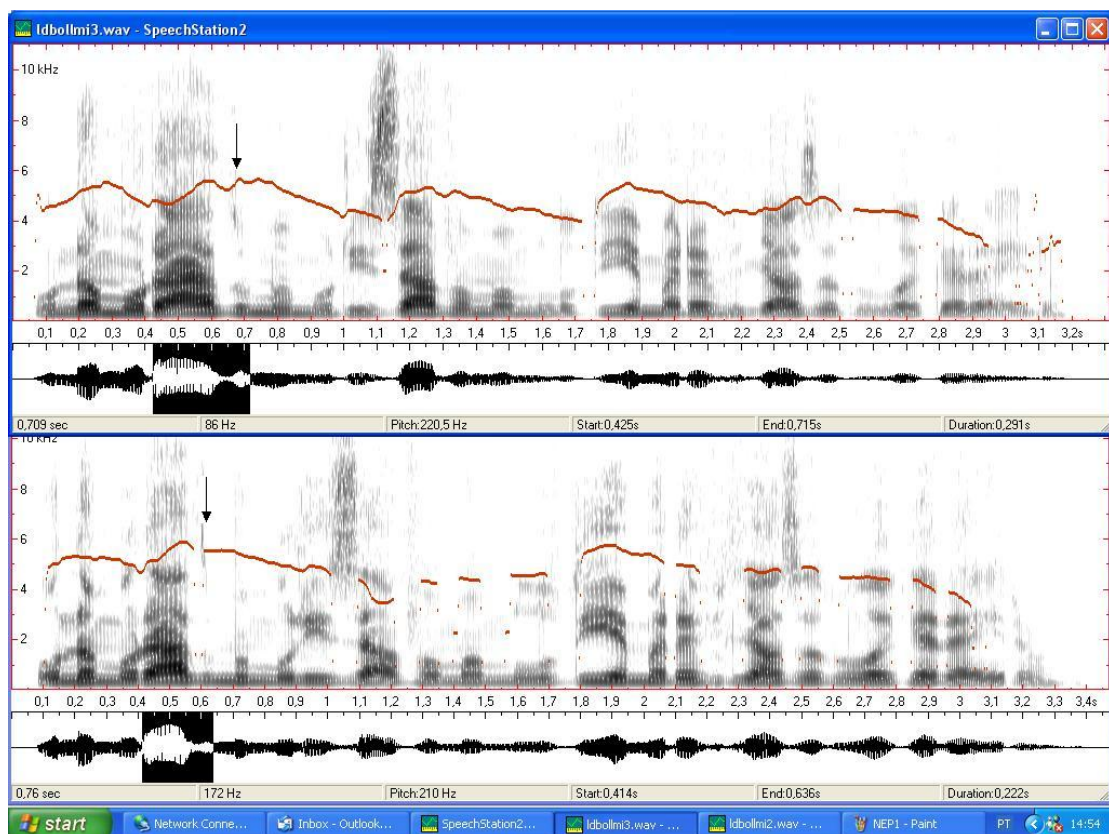 ldbollmi3.wav - SpeechStation2
10 kHz
8
6
4
2
0,1 0,2 0,3 0,4 0,5 0,6 0,7 0,8 0,9 1 1,1 1,2 1,3 1,4 1,5 1,6 1,7 1,8 1,9 2 2,1 2,2 2,3 2,4 2,5 2,6 2,7 2,8 2,9 3 3,1 3,2s
0,709 sec 86 Hz Pitch:220,5 Hz Start:0,425s End:0,715s Duration:0,291s
10 kHz
8
6
4
2
0,1 0,2 0,3 0,4 0,5 0,6 0,7 0,8 0,9 1 1,1 1,2 1,3 1,4 1,5 1,6 1,7 1,8 1,9 2 2,1 2,2 2,3 2,4 2,5 2,6 2,7 2,8 2,9 3 3,1 3,2 3,3 3,4s
0,76 sec 172 Hz Pitch:210 Hz Start:0,414s End:0,636s Duration:0,222s
start Network Conne... Inbox - Outlook... SpeechStation2... ldbollmi3.wav - ... ldbollmi2.wav - ... NEP1 - Paint PT 14:54